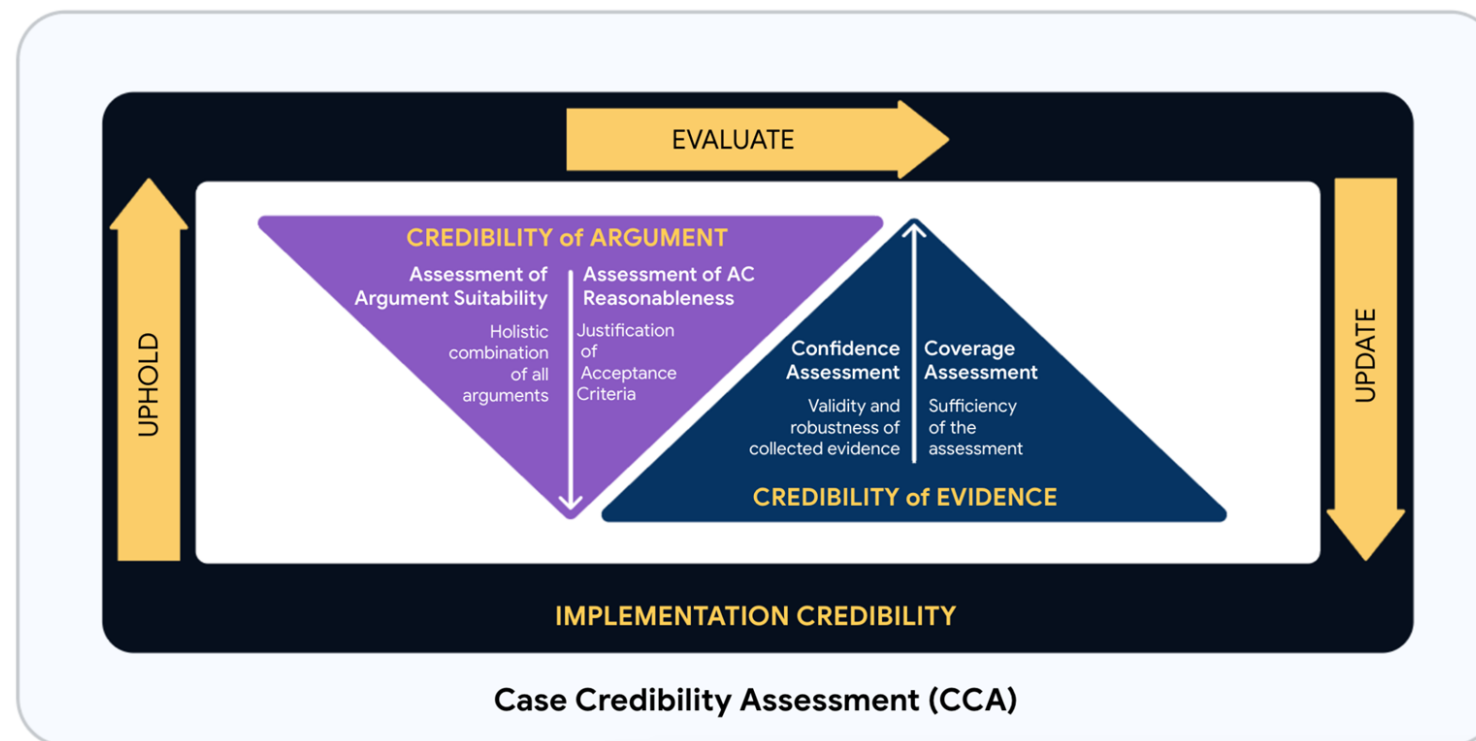 EVALUATE
UPHOLD
CREDIBILITY of ARGUMENT
Assessment of
Argument Suitability
Holistic
combination
of all
arguments
Assessment of AC
Reasonableness
Justification
of
Acceptance
Criteria
Confidence
Assessment
Validity and
robustness of
collected evidence
Coverage
Assessment
Sufficiency
of the
assessment
CREDIBILITY of EVIDENCE
UPDATE
IMPLEMENTATION CREDIBILITY
Case Credibility Assessment (CCA)